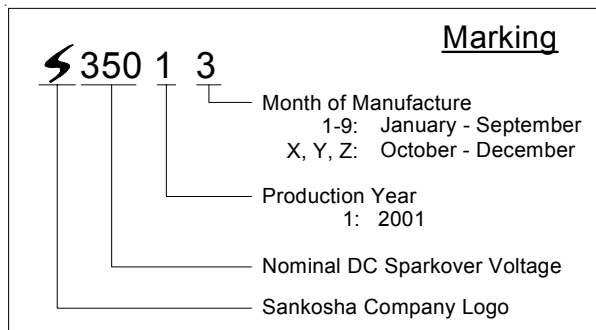 Marking
350 1 3
Month of Manufacture
1-9: January - September
X, Y, Z: October - December
Production Year
1: 2001
Nominal DC Sparkover Voltage
Sankosha Company Logo